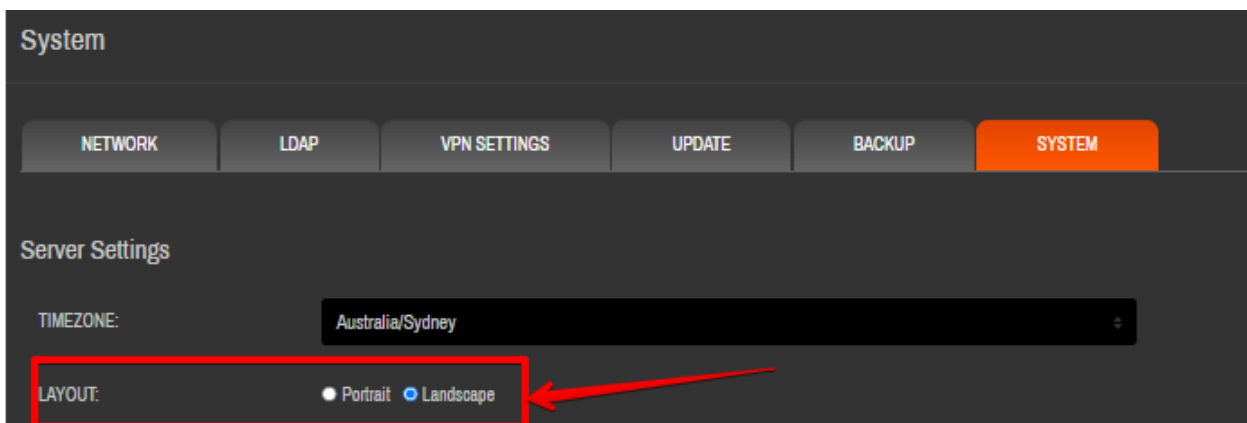 System
NETWORK LDAP VPN SETTINGS UPDATE BACKUP SYSTEM
Server Settings
TIMEZONE: Australia/Sydney
LAYOUT: Portrait Landscape